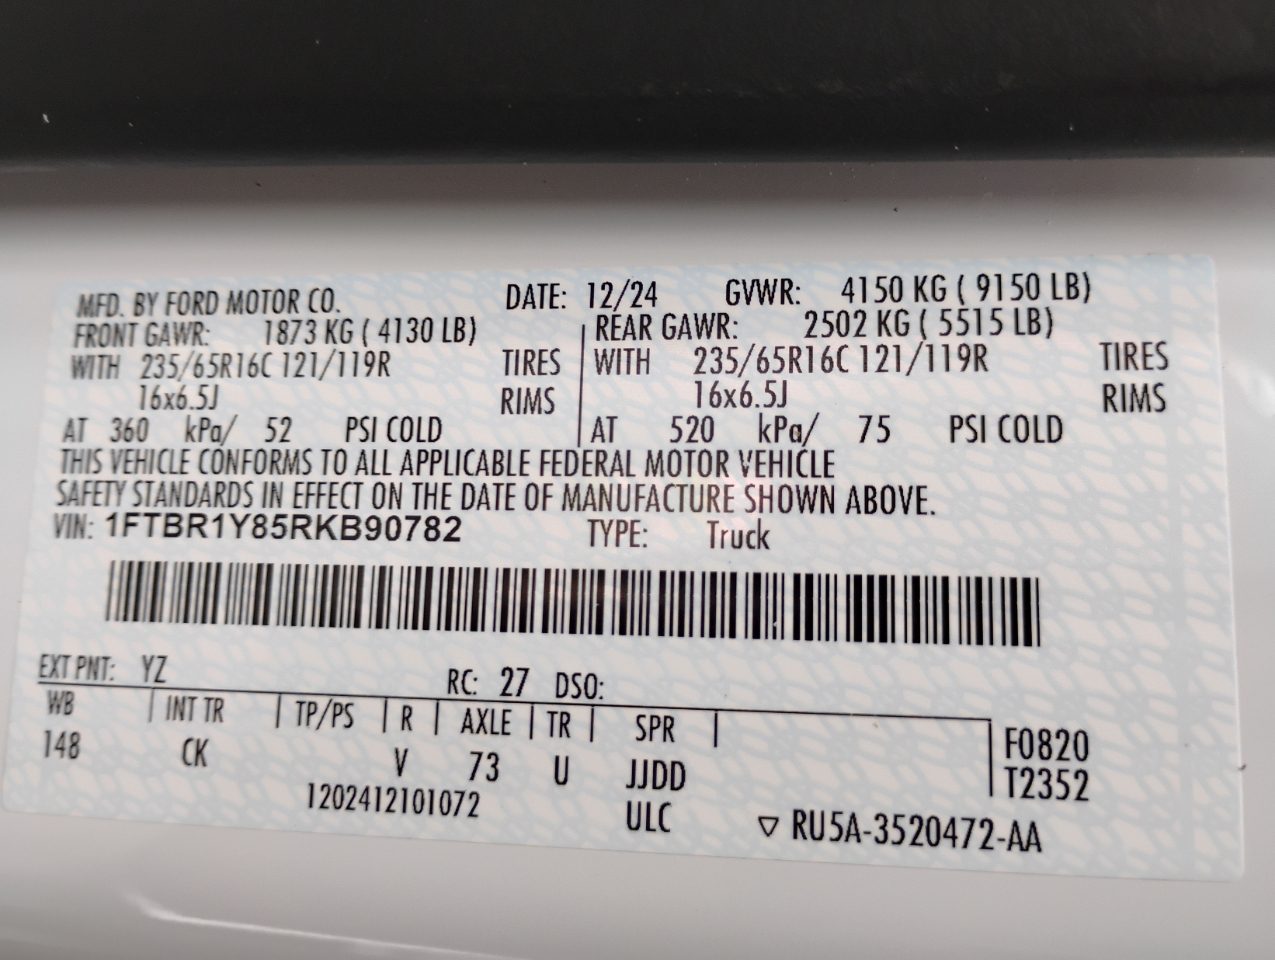 MFD. BY FORD MOTOR CO. DATE: 12/24 GVWR: 4150 KG ( 9150 LB)
FRONT GAWR: 1873 KG ( 4130 LB) REAR GAWR: 2502 KG ( 5515 LB)
WITH 235/65R16C 121/119R TIRES WITH 235/65R16C 121/119R TIRES
16x6.5J RIMS 16x6.5J RIMS
AT 360 kPa/ 52 PSI COLD AT 520 kPa/ 75 PSI COLD
THIS VEHICLE CONFORMS TO ALL APPLICABLE FEDERAL MOTOR VEHICLE
SAFETY STANDARDS IN EFFECT ON THE DATE OF MANUFACTURE SHOWN ABOVE.
VIN: 1FTBR1Y85RKB90782 TYPE: Truck
EXT PNT: YZ RC: 27 DSO:
WB INT TR TP/PS R AXLE TR SPR F0820
148 CK V 73 U JJDD T2352
1202412101072 ULC ▽ RU5A-3520472-AA